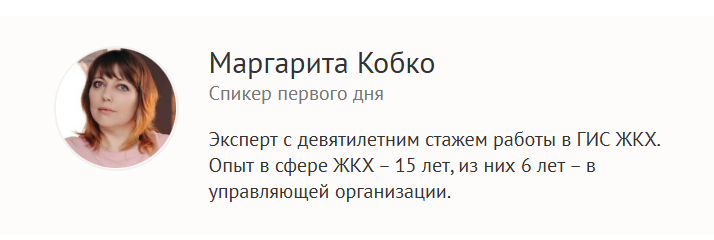 Маргарита Кобко
Спикер первого дня
Эксперт с девятилетним стажем работы в ГИС ЖКХ.
Опыт в сфере ЖКХ – 15 лет, из них 6 лет – в
управляющей организации.